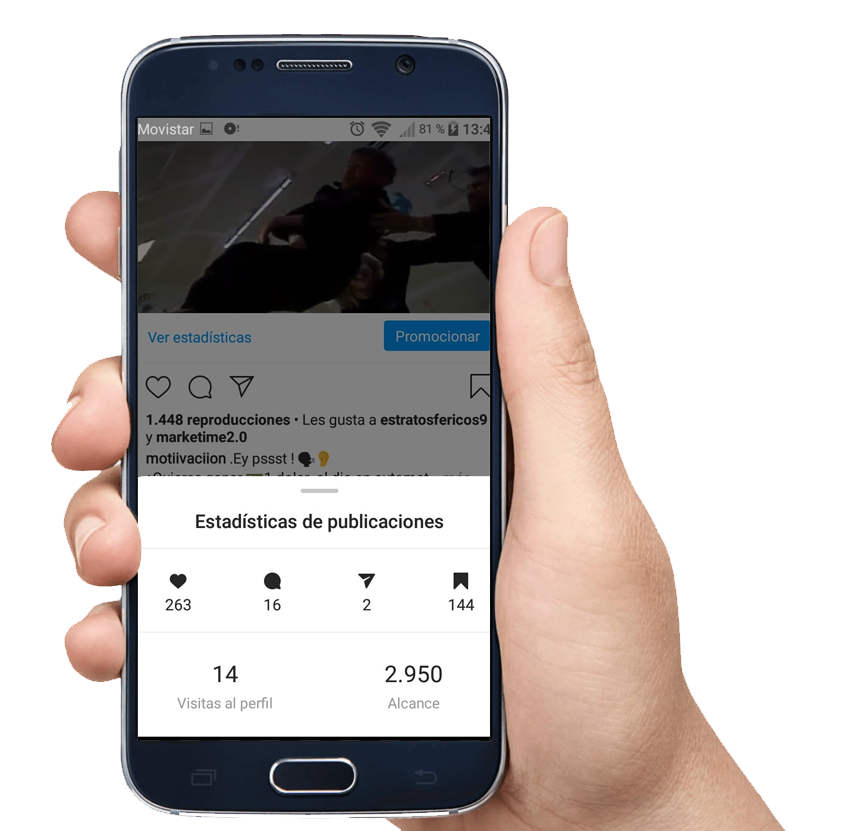 Movistar 81 % 13:4
Ver estadísticas Promocionar
1.448 reproducciones • Les gusta a estratosfericos9
y marketime2.0
motiivaciion .Ey pssst ! 🗣👂
Estadísticas de publicaciones
263 16 2 144
14 2.950
Visitas al perfil Alcance